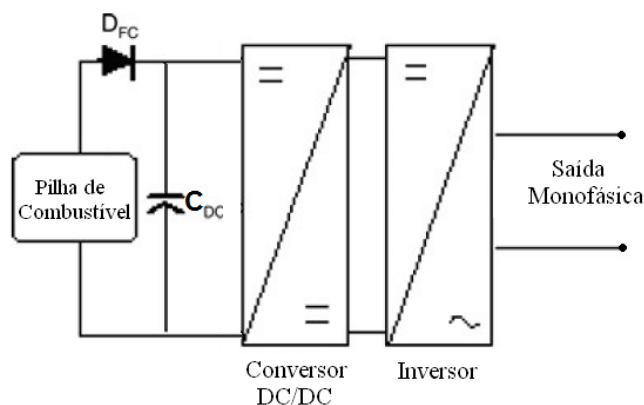 D_FC
Pilha de
Combustível
C_DC
Saída
Monofásica
Conversor
DC/DC
Inversor